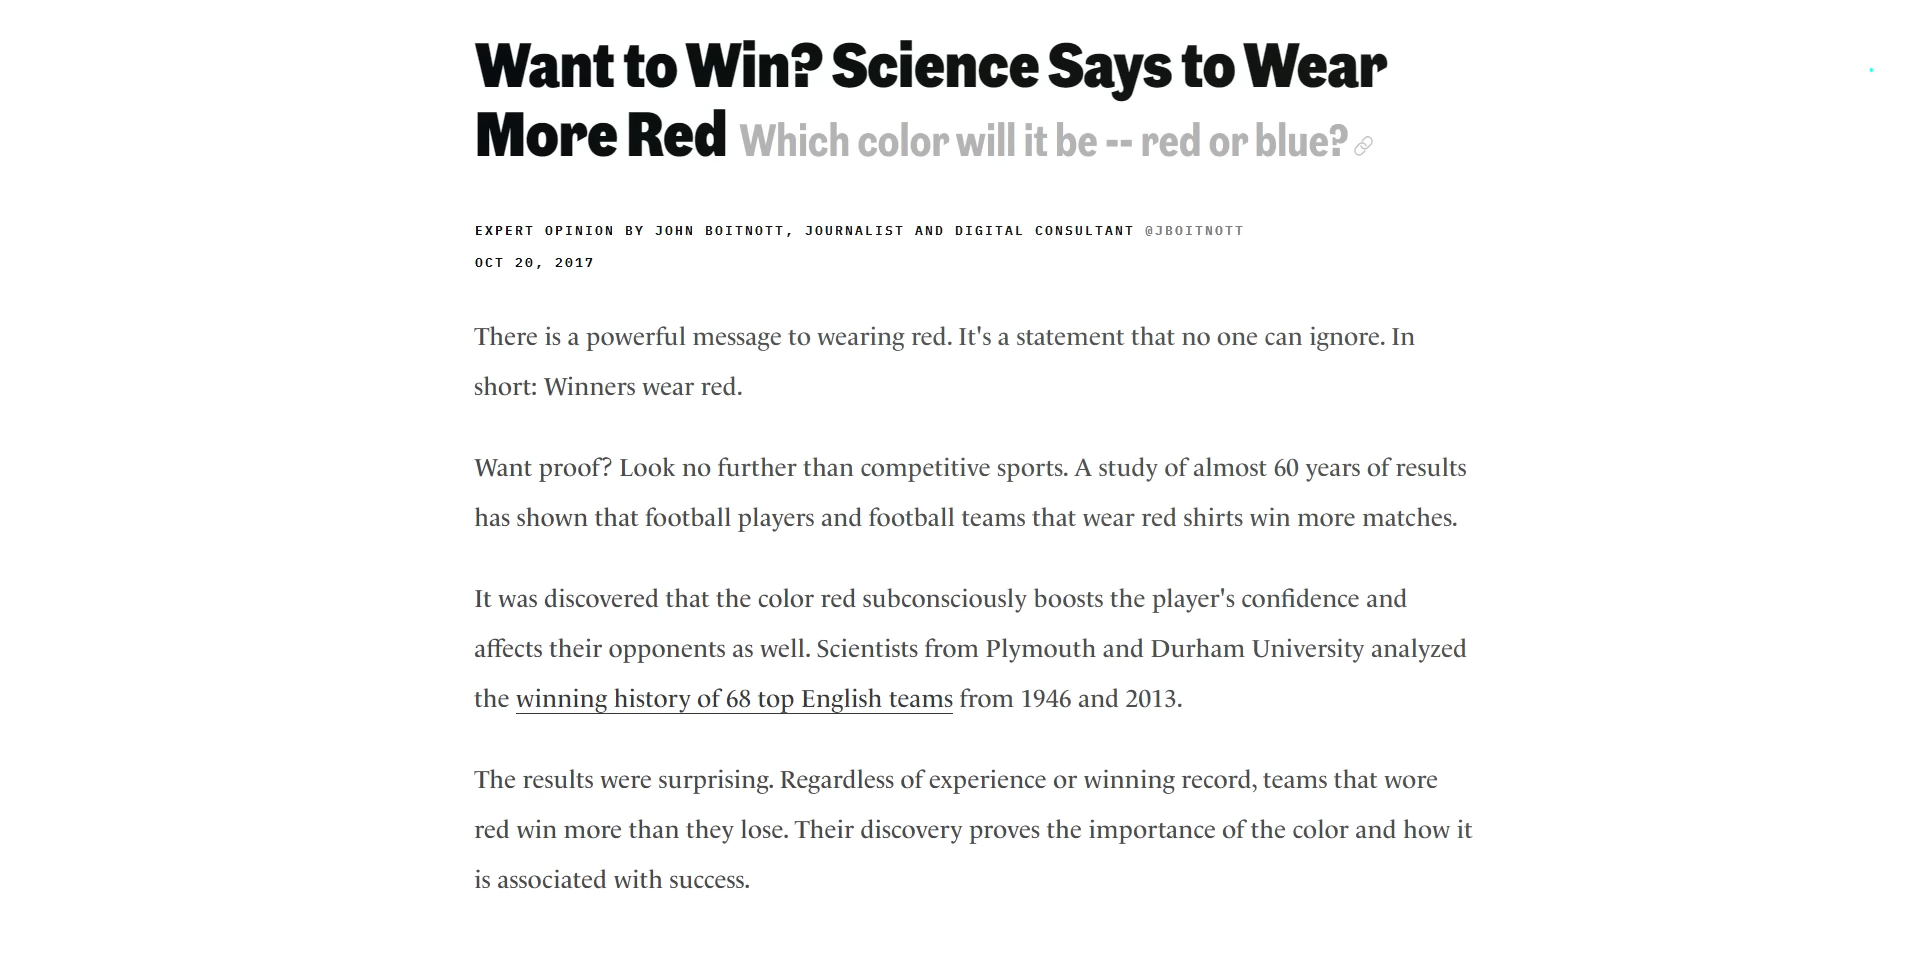 Want to Win? Science Says to Wear
More Red Which color will it be -- red or blue?
EXPERT OPINION BY JOHN BOITNOTT, JOURNALIST AND DIGITAL CONSULTANT @JBOITNOTT
OCT 20, 2017
There is a powerful message to wearing red. It's a statement that no one can ignore. In
short: Winners wear red.
Want proof? Look no further than competitive sports. A study of almost 60 years of results
has shown that football players and football teams that wear red shirts win more matches.
It was discovered that the color red subconsciously boosts the player's confidence and
affects their opponents as well. Scientists from Plymouth and Durham University analyzed
the winning history of 68 top English teams from 1946 and 2013.
The results were surprising. Regardless of experience or winning record, teams that wore
red win more than they lose. Their discovery proves the importance of the color and how it
is associated with success.